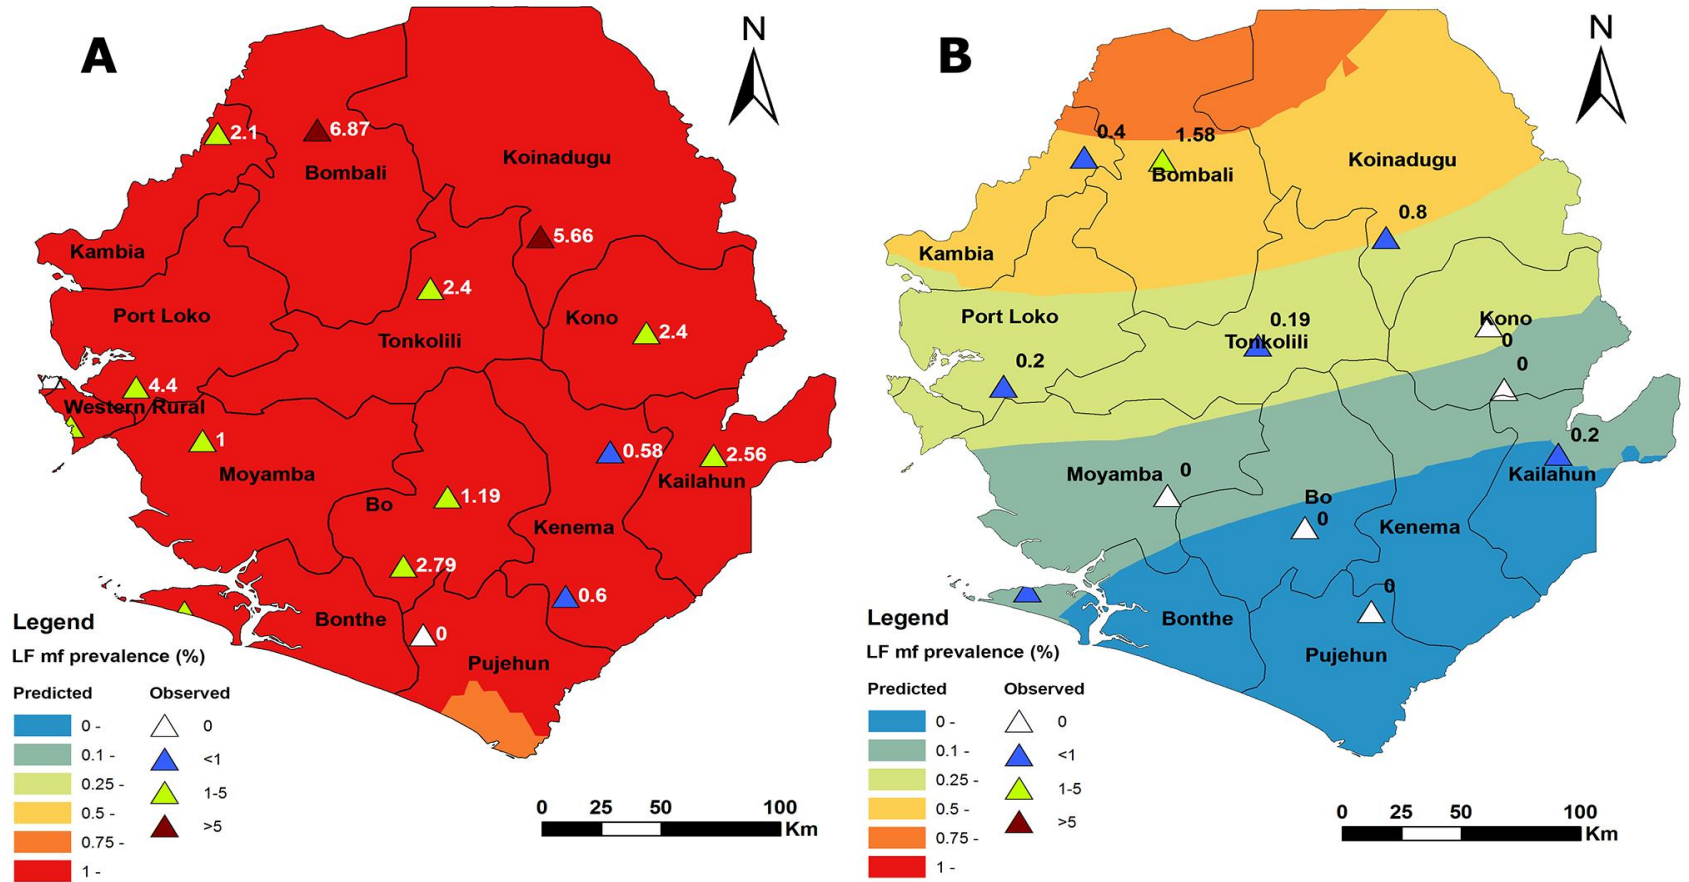 A
N
2.1
6.87
Koinadugu
Bombali
5.66
Kambia
2.4
Port Loko
Kono
2.4
Tonkolili
4.4
Western Rural
1
0.58
2.56
Moyamba
Kailahun
1.19
Bo
Kenema
2.79
0.6
Bonthe
0
Pujehun
Legend
LF mf prevalence (%)
Predicted Observed
0 - 0
0.1 - <1
0.25 - 1-5
0.5 - >5
0.75 -
1 -
0 25 50 100
Km
B
N
0.4
1.58
Koinadugu
Bombali
0.8
Kambia
Port Loko
0.19
Kono
0
Tonkolili
0.2
0
0.2
Moyamba
0
Kailahun
Bo
0
Kenema
0
Bonthe
Pujehun
Legend
LF mf prevalence (%)
Predicted Observed
0 - 0
0.1 - <1
0.25 - 1-5
0.5 - >5
0.75 -
1 -
0 25 50 100
Km